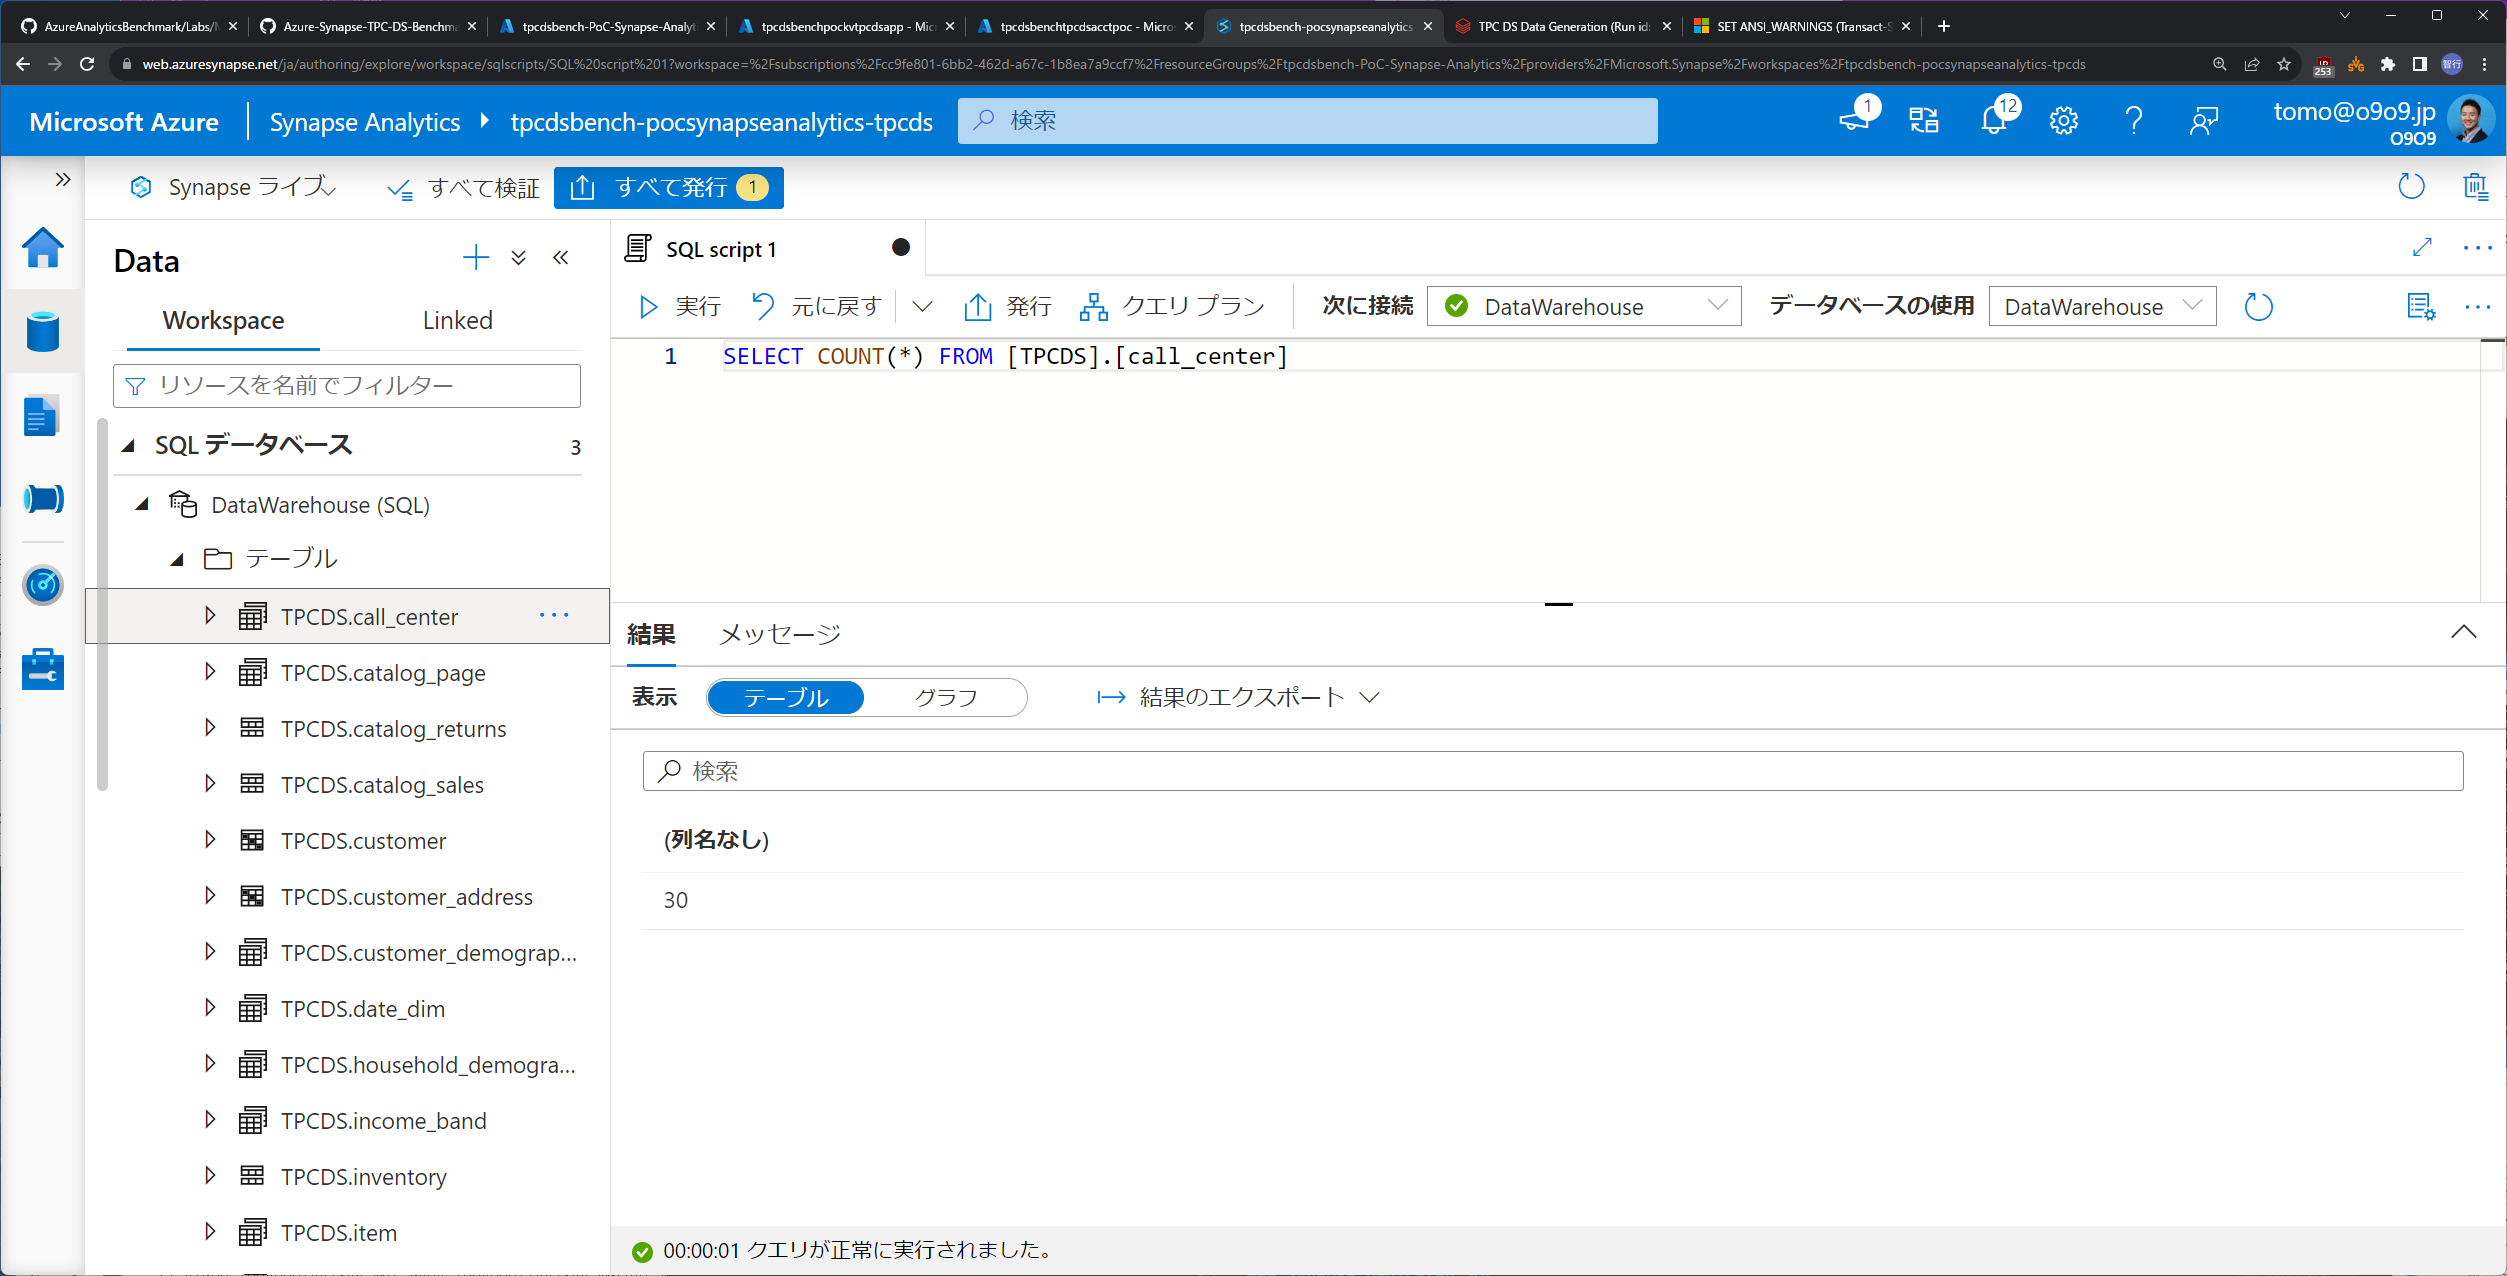 AzureAnalyticsBenchmark/Labs/
Azure-Synapse-TPC-DS-Benchma
tpcdsbench-PoC-Synapse-Analyt
tpcdsbenchpockvtpcdsapp - Mic
tpcdsbenchtpcdsacctpoc - Micro
tpcdsbench-pocsynapseanalytics
TPC DS Data Generation (Run id:
SET ANSI_WARNINGS (Transact-S
web.azuresynapse.net/ja/authoring/explore/workspace/sqlscripts/SQL%20script%201?workspace=%2Fsubscriptions%2Fcc9fe801-6bb2-462d-a67c-1b8ea7a9ccf7%2FresourceGroups%2Ftpcdsbench-PoC-Synapse-Analytics%2Fproviders%2FMicrosoft.Synapse%2Fworkspaces%2Ftpcdsbench-pocsynapseanalytics-tpcds
253
智行
Microsoft Azure
Synapse Analytics
tpcdsbench-pocsynapseanalytics-tpcds
検索
1
12
tomo@o9o9.jp
O9O9
Synapse ライブ
すべて検証
すべて発行 1
Data
Workspace
Linked
リソースを名前でフィルター
SQL データベース 3
DataWarehouse (SQL)
テーブル
TPCDS.call_center
TPCDS.catalog_page
TPCDS.catalog_returns
TPCDS.catalog_sales
TPCDS.customer
TPCDS.customer_address
TPCDS.customer_demograp...
TPCDS.date_dim
TPCDS.household_demogra...
TPCDS.income_band
TPCDS.inventory
TPCDS.item
SQL script 1
実行
元に戻す
発行
クエリ プラン
次に接続
DataWarehouse
データベースの使用
DataWarehouse
1 SELECT COUNT(*) FROM [TPCDS].[call_center]
結果
メッセージ
表示
テーブル
グラフ
結果のエクスポート
検索
(列名なし)
30
00:00:01 クエリが正常に実行されました。